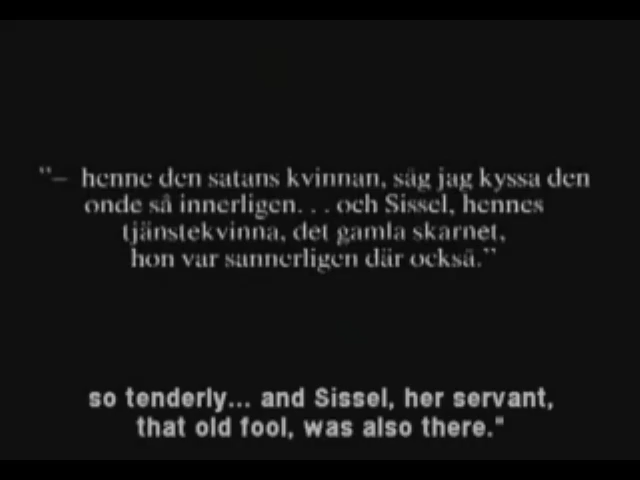 "– henne den satans kvinnan, såg jag kyssa den
onde så innerligen. . . och Sissel, hennes
tjänstekvinna, det gamla skarnet,
hon var sannerligen där också."
so tenderly... and Sissel, her servant,
that old fool, was also there."